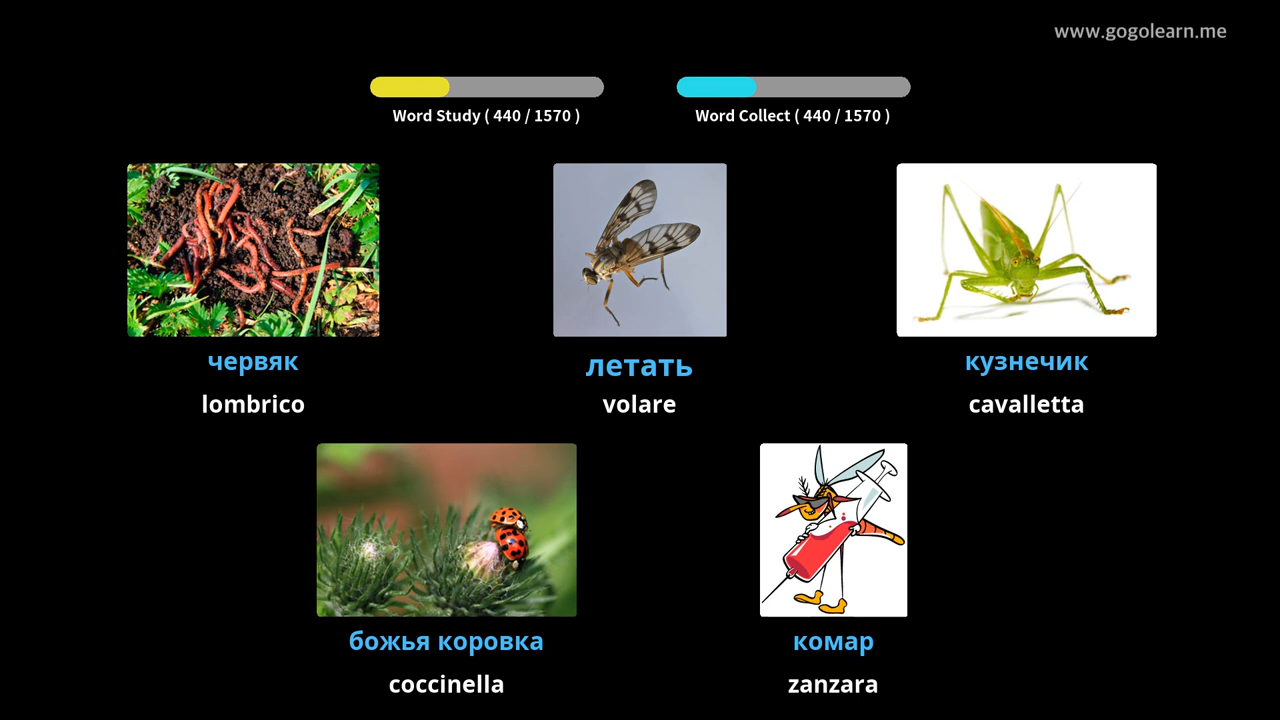 www.gogolearn.me
Word Study ( 440 / 1570 )
Word Collect ( 440 / 1570 )
червяк
летать
кузнечик
lombrico
volare
cavalletta
божья коровка
комар
coccinella
zanzara